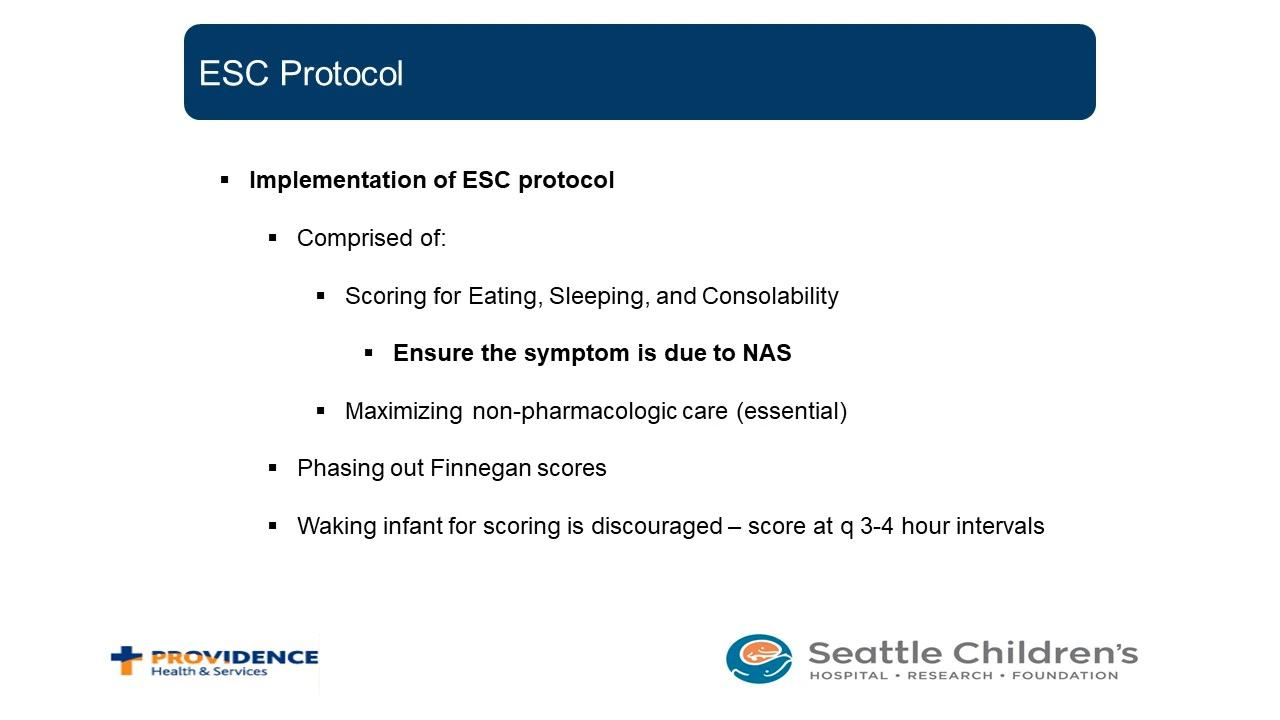 ESC Protocol
▪ Implementation of ESC protocol
▪ Comprised of:
▪ Scoring for Eating, Sleeping, and Consolability
▪ Ensure the symptom is due to NAS
▪ Maximizing non-pharmacologic care (essential)
▪ Phasing out Finnegan scores
▪ Waking infant for scoring is discouraged – score at q 3-4 hour intervals
PROVIDENCE
Health & Services
Seattle Children's
HOSPITAL • RESEARCH • FOUNDATION